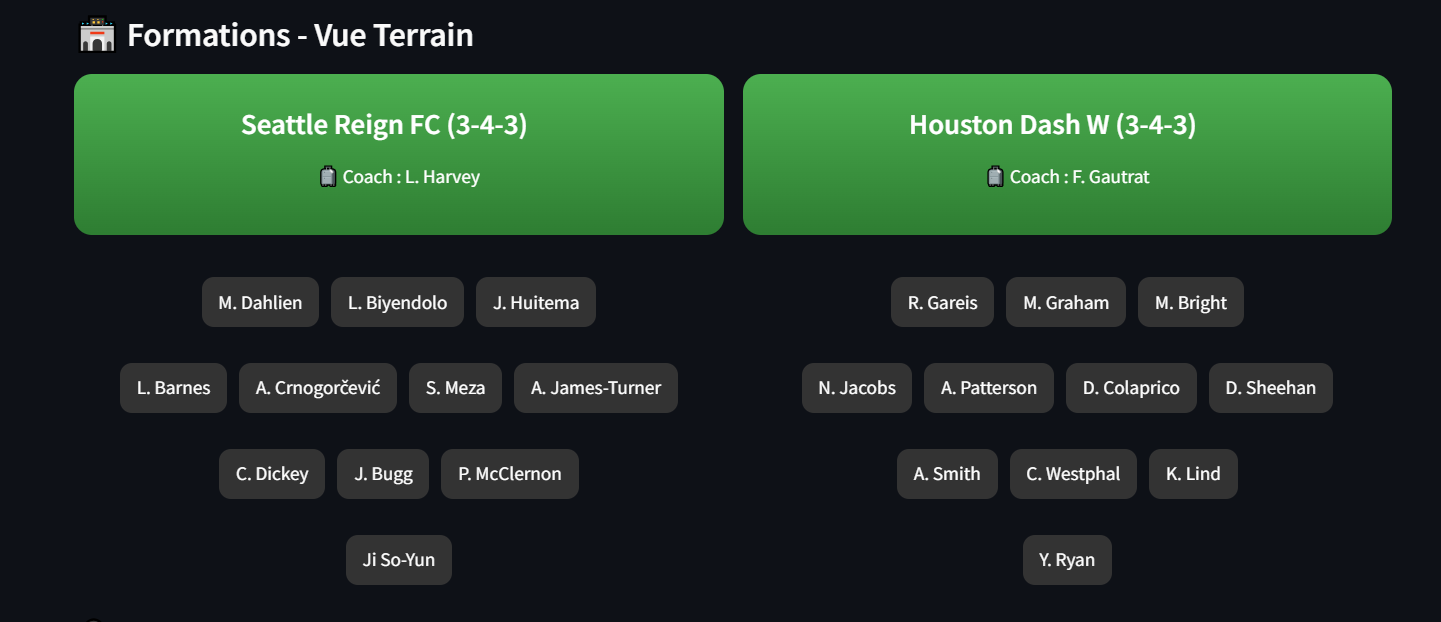 Formations - Vue Terrain
Seattle Reign FC (3-4-3)
Coach : L. Harvey
M. Dahlien L. Biyendolo J. Huitema
L. Barnes A. Crnogorčević S. Meza A. James-Turner
C. Dickey J. Bugg P. McClernon
Ji So-Yun
Houston Dash W (3-4-3)
Coach : F. Gautrat
R. Gareis M. Graham M. Bright
N. Jacobs A. Patterson D. Colaprico D. Sheehan
A. Smith C. Westphal K. Lind
Y. Ryan